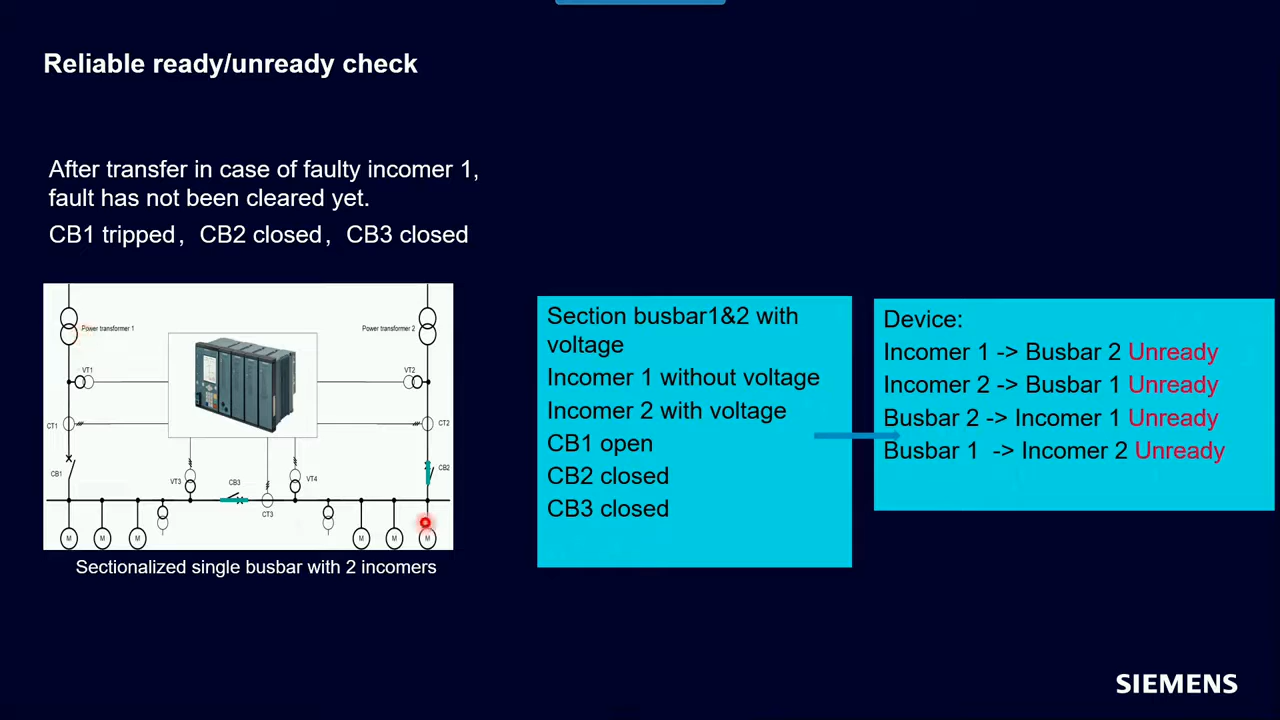 Reliable ready/unready check
After transfer in case of faulty incomer 1,
fault has not been cleared yet.
CB1 tripped，CB2 closed，CB3 closed
Power transformer 1
Power transformer 2
VT1
VT2
CT1
CT2
CB1
CB2
VT3
CB3
VT4
CT3
M
M
M
M
M
M
Sectionalized single busbar with 2 incomers
Section busbar1&2 with
voltage
Incomer 1 without voltage
Incomer 2 with voltage
CB1 open
CB2 closed
CB3 closed
Device:
Incomer 1 -> Busbar 2 Unready
Incomer 2 -> Busbar 1 Unready
Busbar 2 -> Incomer 1 Unready
Busbar 1  -> Incomer 2 Unready
SIEMENS